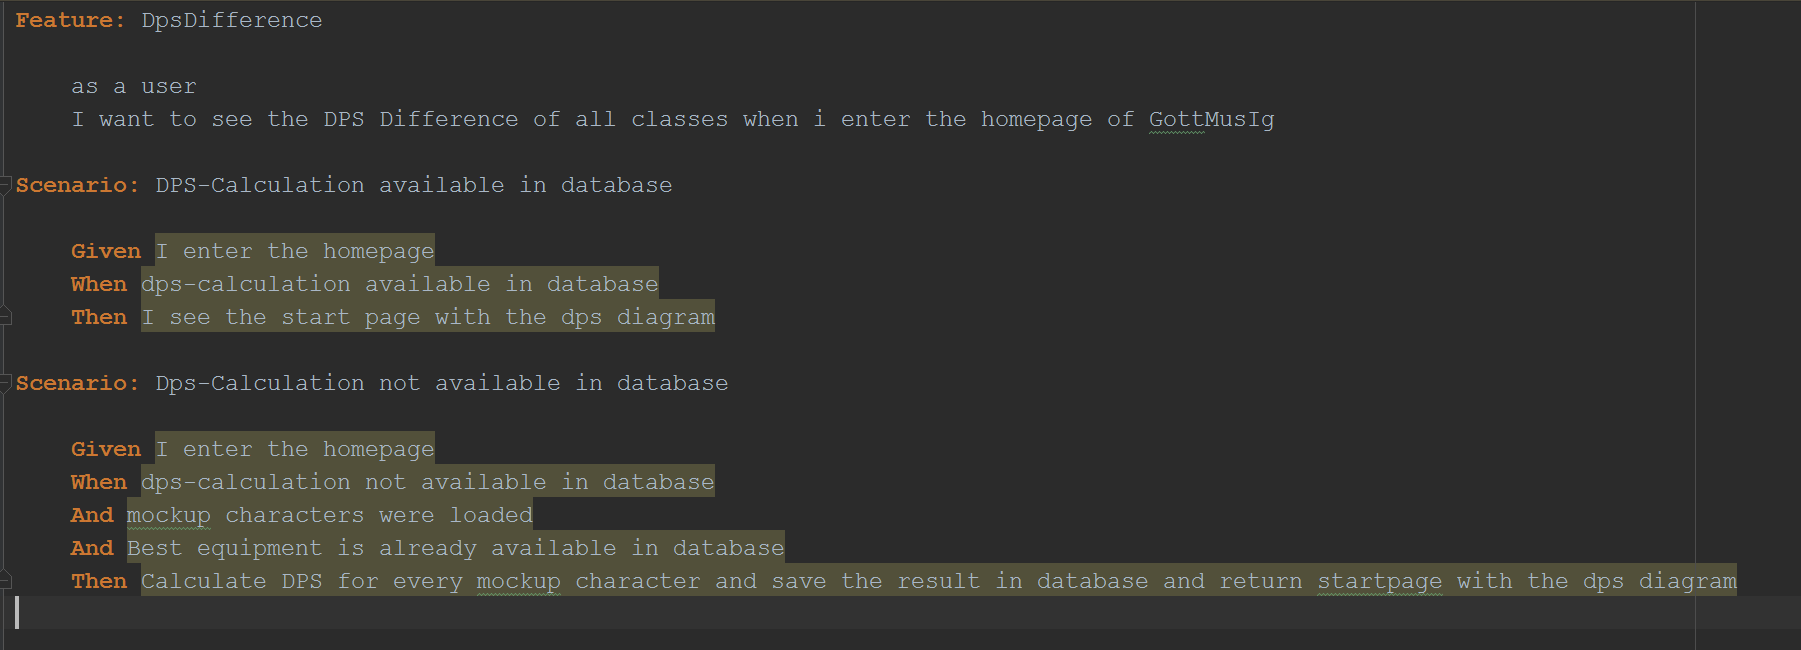 Feature: DpsDifference
as a user
I want to see the DPS Difference of all classes when i enter the homepage of GottMusIg
Scenario: DPS-Calculation available in database
Given I enter the homepage
When dps-calculation available in database
Then I see the start page with the dps diagram
Scenario: Dps-Calculation not available in database
Given I enter the homepage
When dps-calculation not available in database
And mockup characters were loaded
And Best equipment is already available in database
Then Calculate DPS for every mockup character and save the result in database and return startpage with the dps diagram